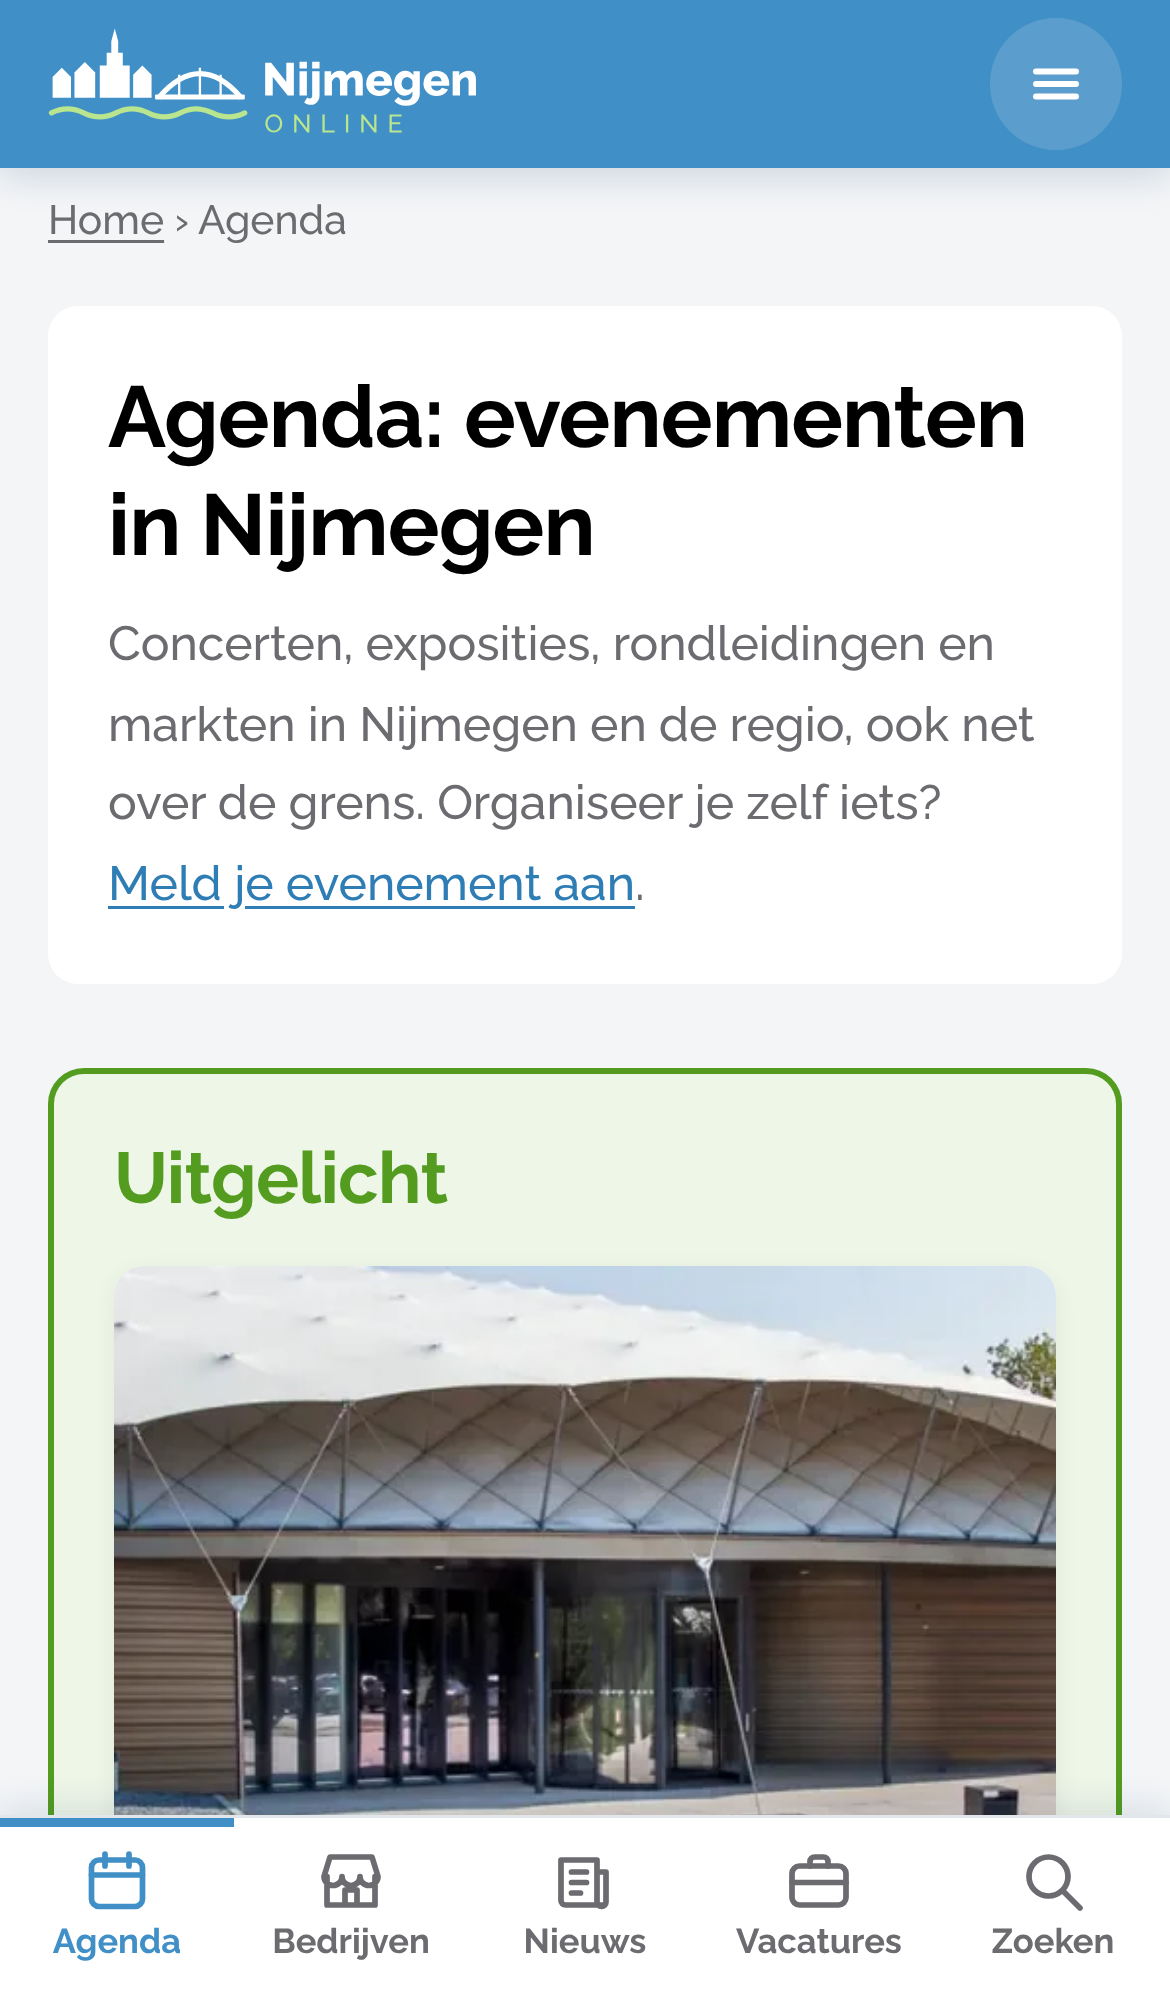 Nijmegen
ONLINE
Home › Agenda
Agenda: evenementen
in Nijmegen
Concerten, exposities, rondleidingen en
markten in Nijmegen en de regio, ook net
over de grens. Organiseer je zelf iets?
Meld je evenement aan.
Uitgelicht
Agenda
Bedrijven
Nieuws
Vacatures
Zoeken